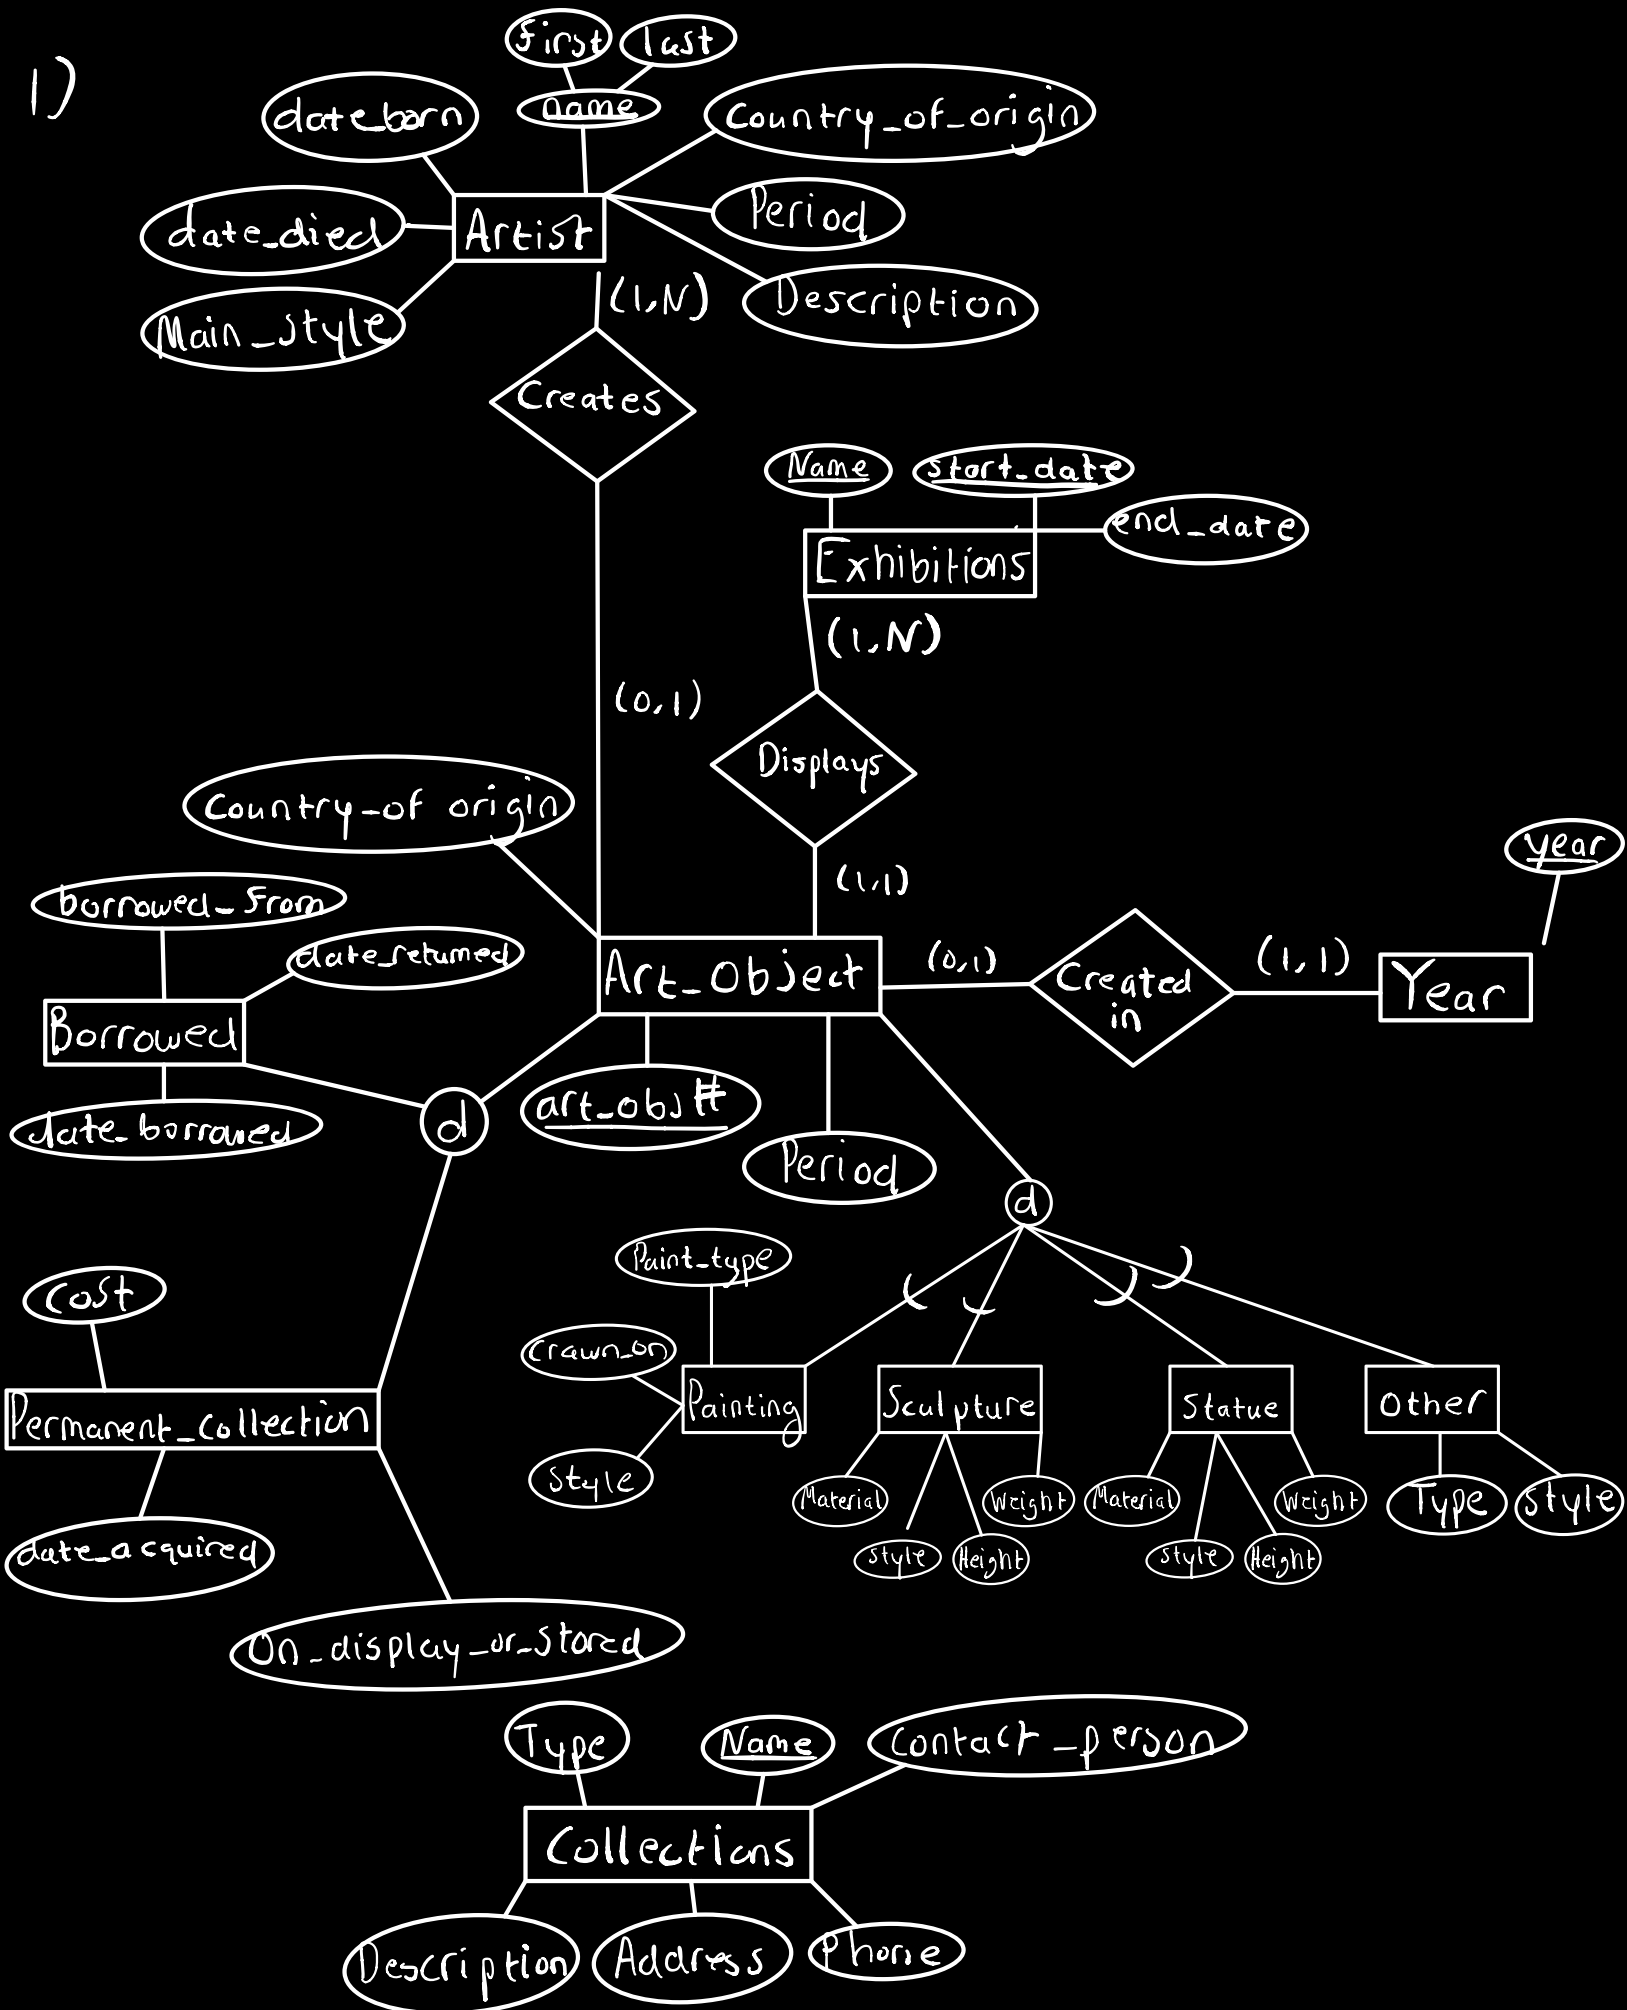 1)
first
last
name
date_born
Country_of_origin
Period
date_died
Artist
Description
Main_style
(1,N)
Creates
Name
start_date
end_date
Exhibitions
(1,N)
(0,1)
Displays
Country_of origin
(1,1)
year
borrowed_from
date_returned
Art_Object
(0,1)
Created
in
(1,1)
Year
Borrowed
date_borrowed
d
art_obj#
Period
d
Paint_type
Cost
Crawn_on
Painting
Sculpture
Statue
Other
Permanent_collection
Style
Material
Weight
Material
Weight
Type
Style
date_acquired
Style
Height
Style
Height
On_display_or_stored
Type
Name
Contact_person
Collections
Description
Address
Phone